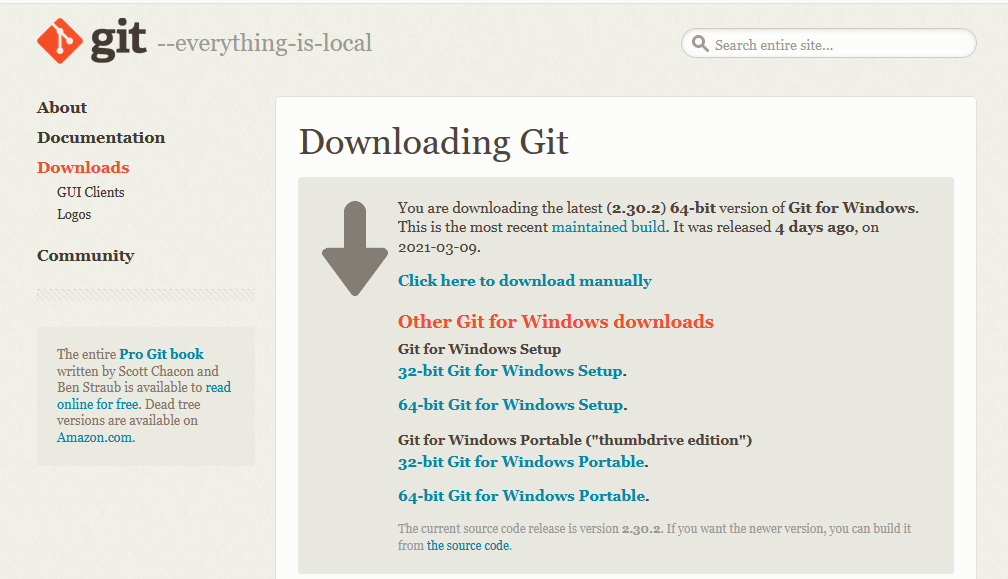 git --everything-is-local
Search entire site...
About
Documentation
Downloads
GUI Clients
Logos
Community
The entire Pro Git book
written by Scott Chacon and
Ben Straub is available to read
online for free. Dead tree
versions are available on
Amazon.com.
Downloading Git
You are downloading the latest (2.30.2) 64-bit version of Git for Windows.
This is the most recent maintained build. It was released 4 days ago, on
2021-03-09.
Click here to download manually
Other Git for Windows downloads
Git for Windows Setup
32-bit Git for Windows Setup.
64-bit Git for Windows Setup.
Git for Windows Portable ("thumbdrive edition")
32-bit Git for Windows Portable.
64-bit Git for Windows Portable.
The current source code release is version 2.30.2. If you want the newer version, you can build it
from the source code.